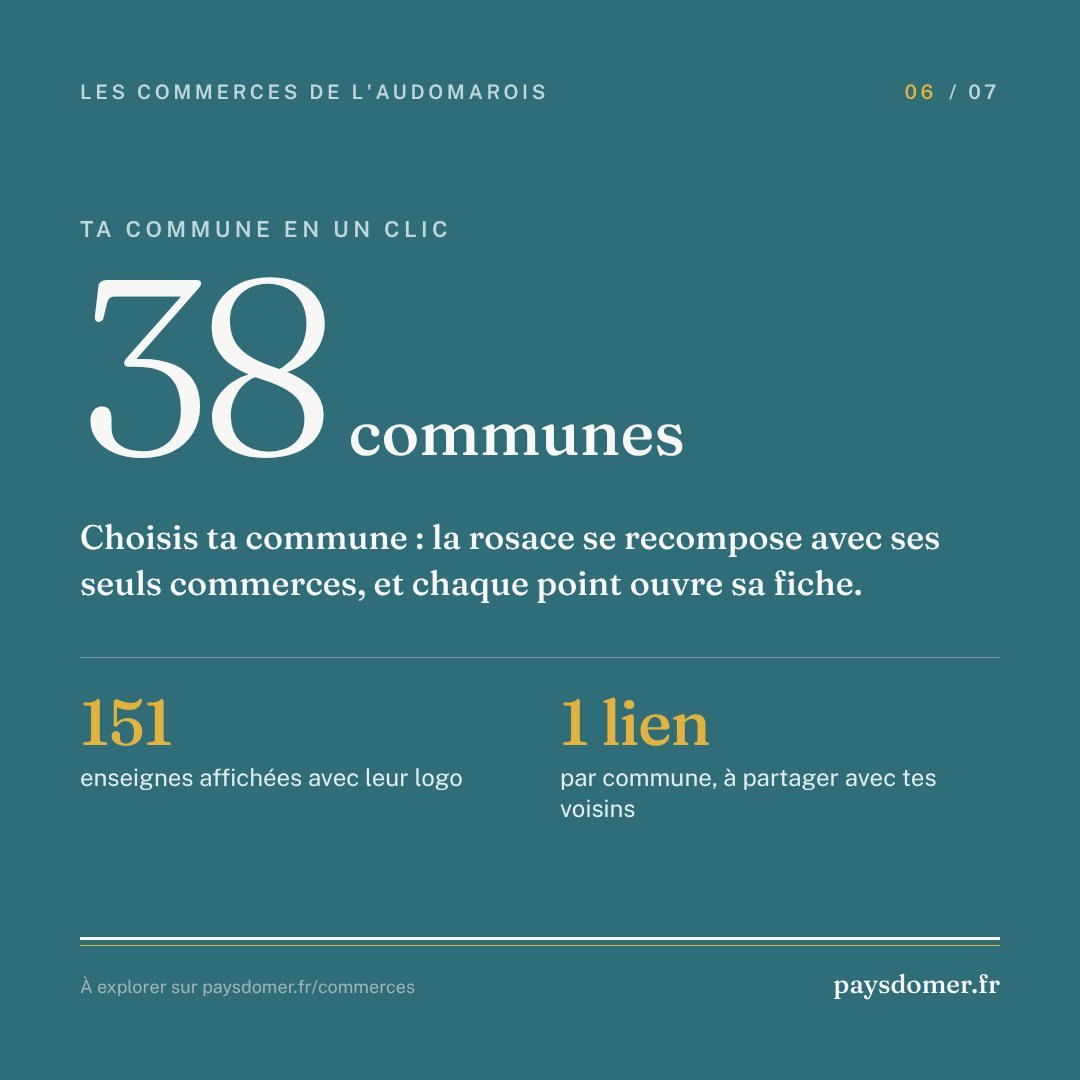 LES COMMERCES DE L'AUDOMAROIS
06 / 07
TA COMMUNE EN UN CLIC
38 communes
Choisis ta commune : la rosace se recompose avec ses
seuls commerces, et chaque point ouvre sa fiche.
151
enseignes affichées avec leur logo
1 lien
par commune, à partager avec tes
voisins
À explorer sur paysdomer.fr/commerces
paysdomer.fr